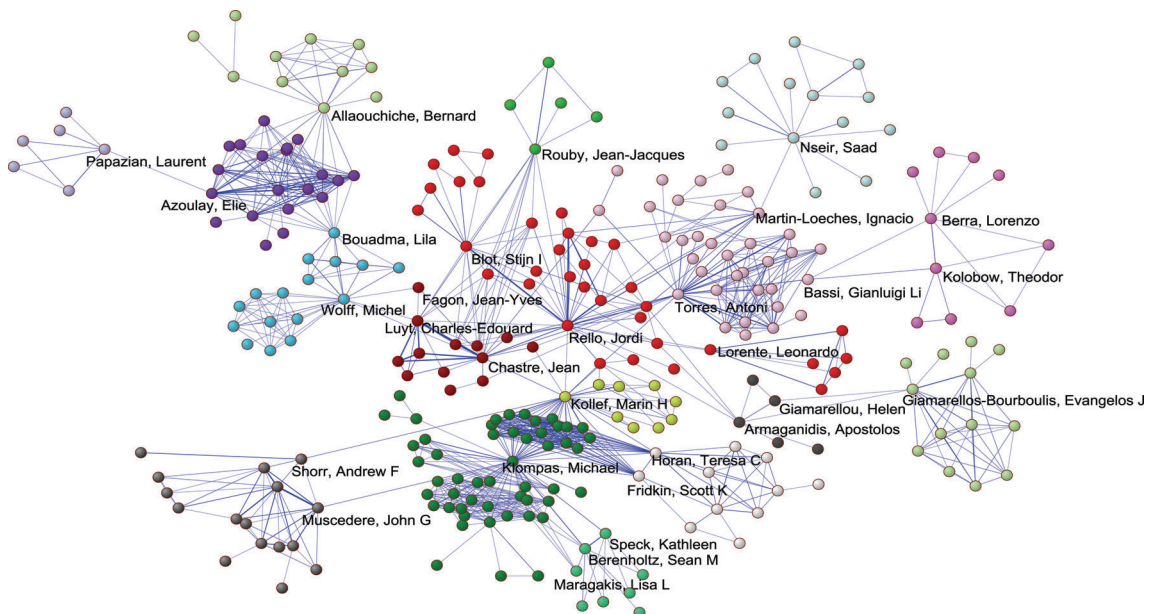 Allaouchiche, Bernard
Papazian, Laurent
Rouby, Jean-Jacques
Nseir, Saad
Azoulay, Elie
Martin-Loeches, Ignacio
Berra, Lorenzo
Bouadma, Lila
Blot, Stijn I
Kolobow, Theodor
Bassi, Gianluigi Li
Fagon, Jean-Yves
Wolff, Michel
Torres, Antoni
Luyt, Charles-Edouard
Rello, Jordi
Lorente, Leonardo
Chastre, Jean
Giamarellos-Bourboulis, Evangelos J
Kollef, Marin H
Giamarellou, Helen
Armaganidis, Apostolos
Horan, Teresa C
Shorr, Andrew F
Klompas, Michael
Fridkin, Scott K
Muscedere, John G
Speck, Kathleen
Berenholtz, Sean M
Maragakis, Lisa L